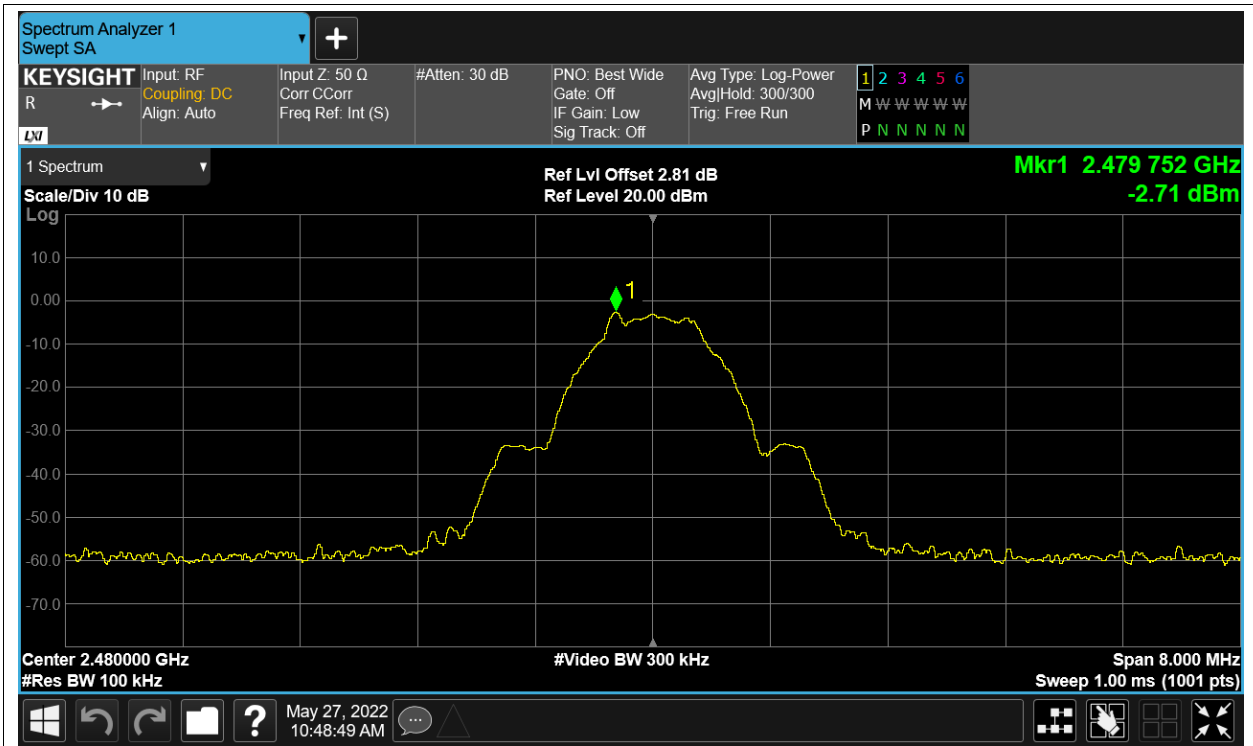 Spectrum Analyzer 1
Swept SA
+
KEYSIGHT
R
LXI
Input: RF
Coupling: DC
Align: Auto
Input Z: 50 Ω
Corr CCorr
Freq Ref: Int (S)
#Atten: 30 dB
PNO: Best Wide
Gate: Off
IF Gain: Low
Sig Track: Off
Avg Type: Log-Power
Avg|Hold: 300/300
Trig: Free Run
1 2 3 4 5 6
M W W W W W W
P N N N N N
1 Spectrum
Scale/Div 10 dB
Log
Ref Lvl Offset 2.81 dB
Ref Level 20.00 dBm
Mkr1 2.479 752 GHz
-2.71 dBm
1
10.0
0.00
-10.0
-20.0
-30.0
-40.0
-50.0
-60.0
-70.0
Center 2.480000 GHz
#Res BW 100 kHz
#Video BW 300 kHz
Span 8.000 MHz
Sweep 1.00 ms (1001 pts)
?
May 27, 2022
10:48:49 AM